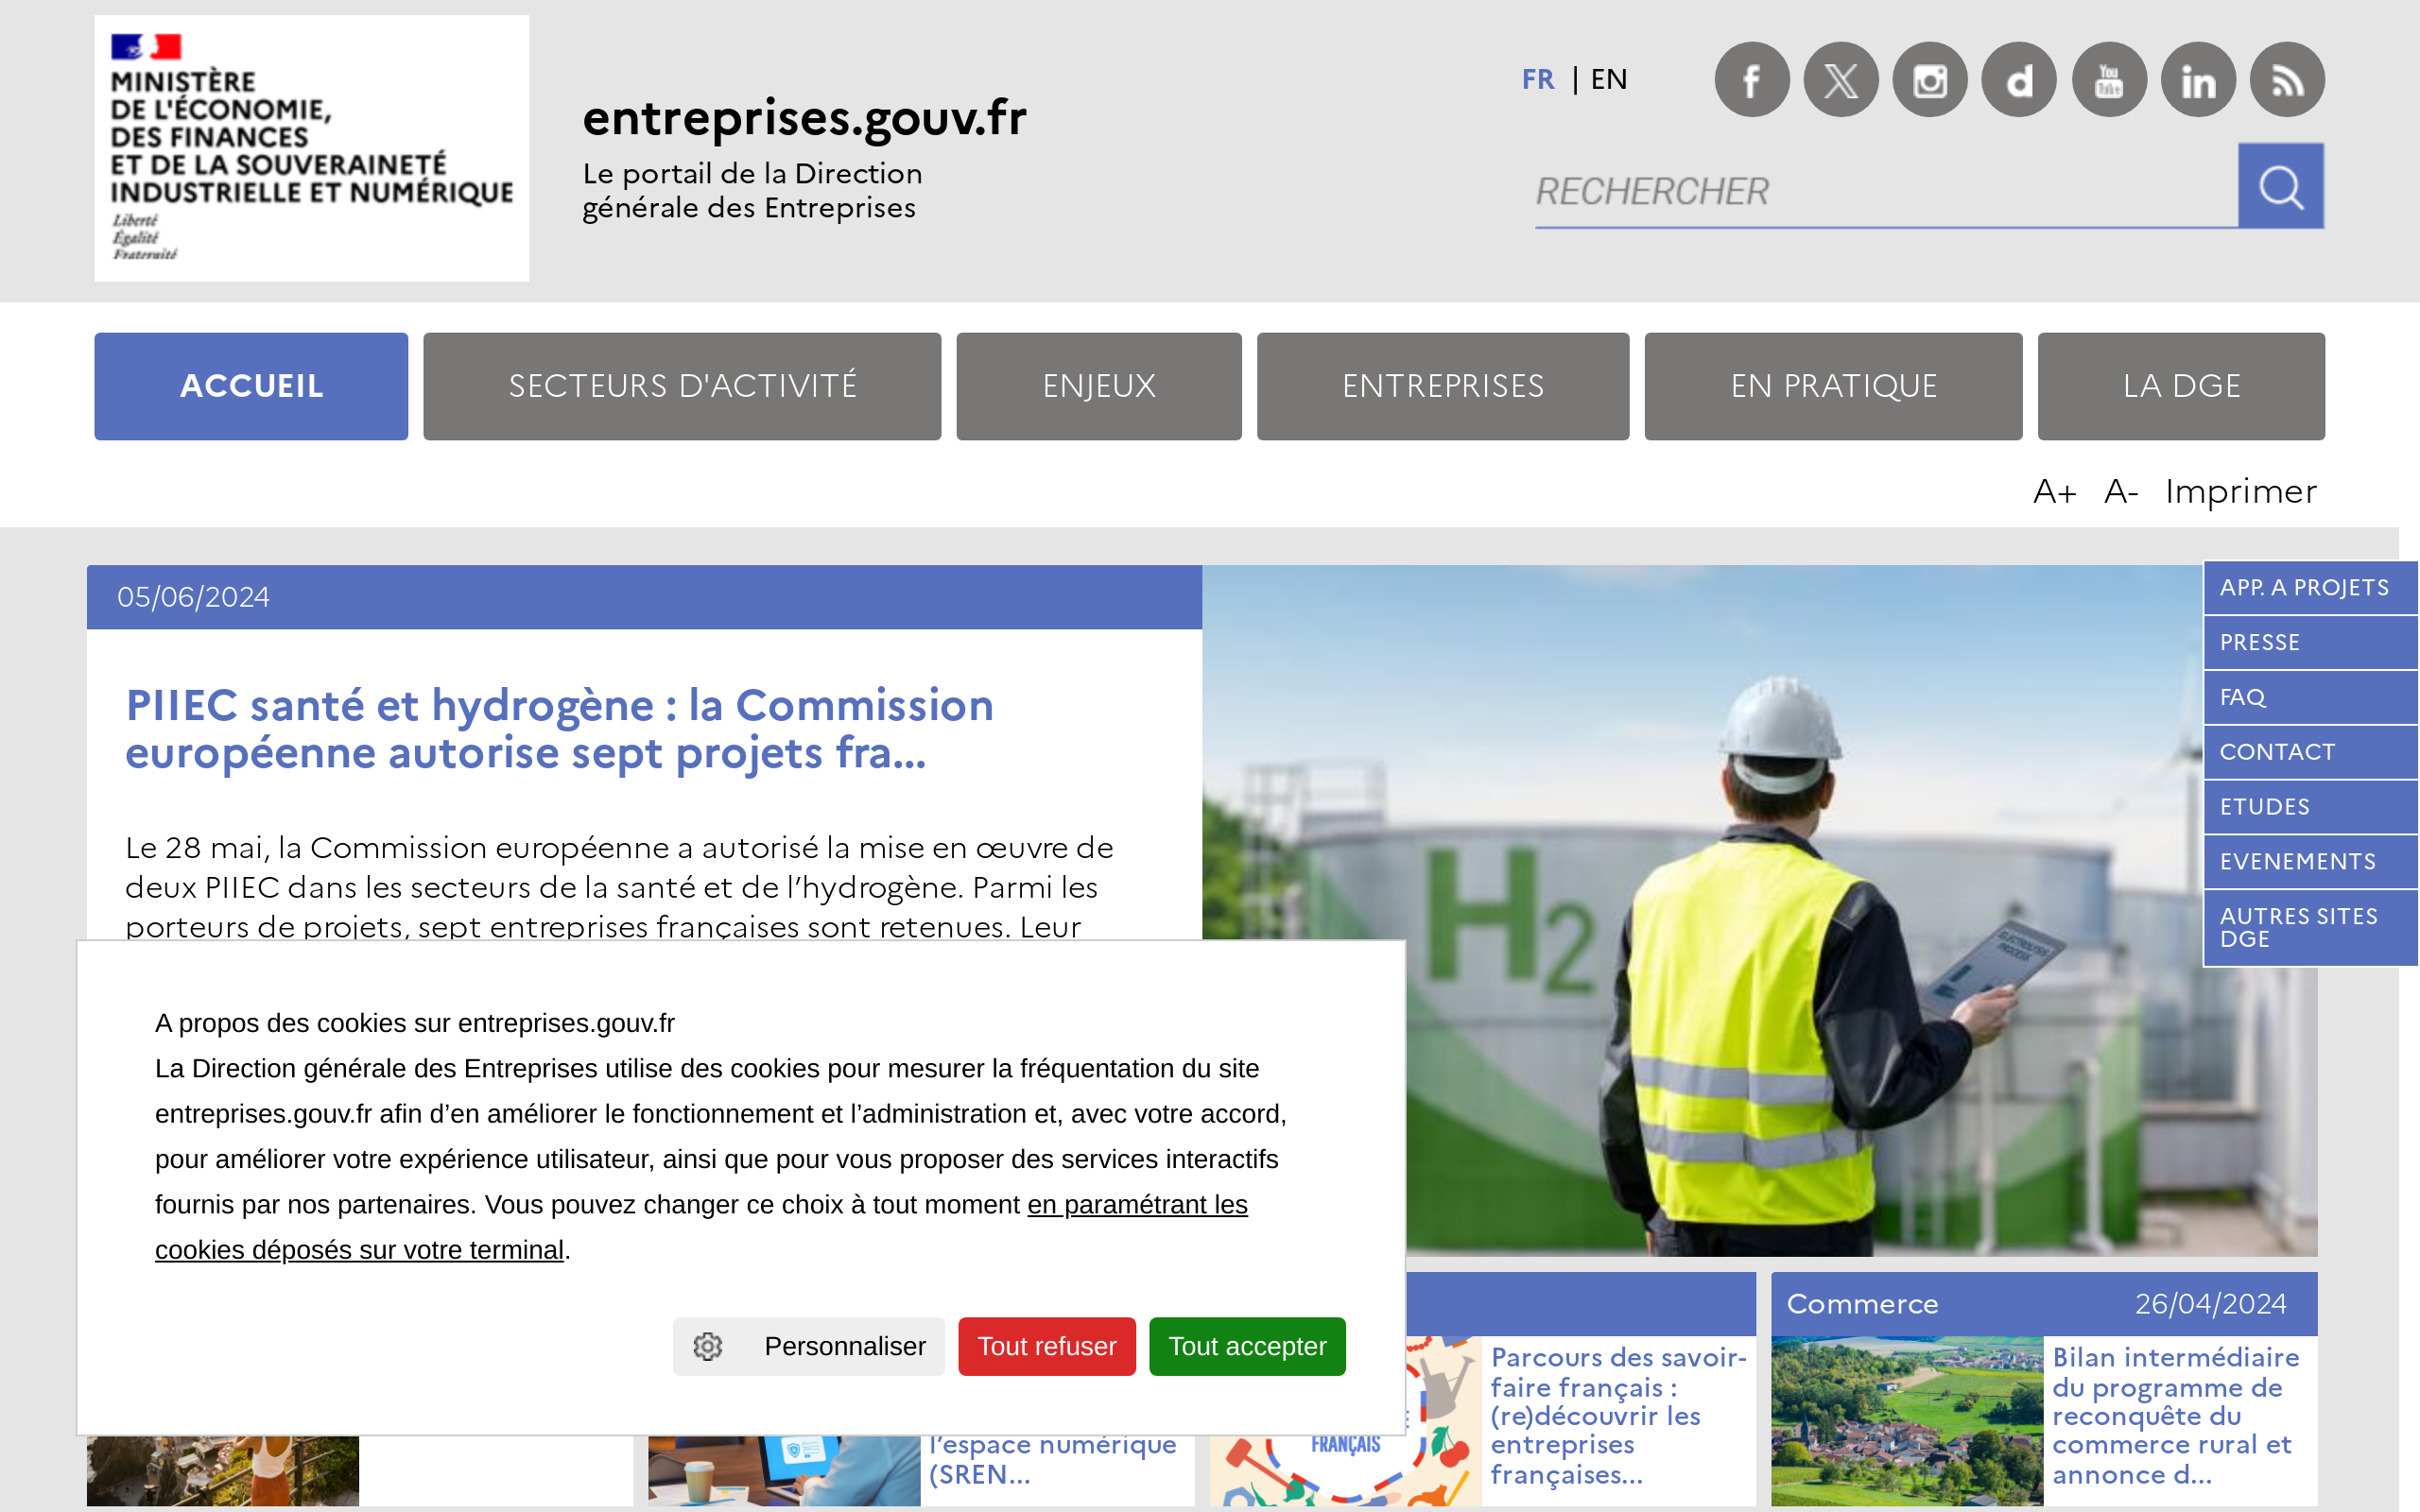 MINISTÈRE
DE L'ÉCONOMIE,
DES FINANCES
ET DE LA SOUVERAINETÉ
INDUSTRIELLE ET NUMÉRIQUE
Liberté
Égalité
Fraternité
entreprises.gouv.fr
Le portail de la Direction
générale des Entreprises
FR | EN
RECHERCHER
ACCUEIL
SECTEURS D'ACTIVITÉ
ENJEUX
ENTREPRISES
EN PRATIQUE
LA DGE
A+ A- Imprimer
05/06/2024
PIIEC santé et hydrogène : la Commission
européenne autorise sept projets fra...
Le 28 mai, la Commission européenne a autorisé la mise en œuvre de
deux PIIEC dans les secteurs de la santé et de l’hydrogène. Parmi les
porteurs de projets, sept entreprises françaises sont retenues. Leur
H2
ELECTROLYSIS
PROCESS
APP. A PROJETS
PRESSE
FAQ
CONTACT
ETUDES
EVENEMENTS
AUTRES SITES
DGE
A propos des cookies sur entreprises.gouv.fr
La Direction générale des Entreprises utilise des cookies pour mesurer la fréquentation du site
entreprises.gouv.fr afin d’en améliorer le fonctionnement et l’administration et, avec votre accord,
pour améliorer votre expérience utilisateur, ainsi que pour vous proposer des services interactifs
fournis par nos partenaires. Vous pouvez changer ce choix à tout moment en paramétrant les
cookies déposés sur votre terminal.
Personnaliser
Tout refuser
Tout accepter
l’espace numérique
(SREN...
FRANÇAIS
Parcours des savoir-
faire français :
(re)découvrir les
entreprises
françaises...
Commerce 26/04/2024
Bilan intermédiaire
du programme de
reconquête du
commerce rural et
annonce d...